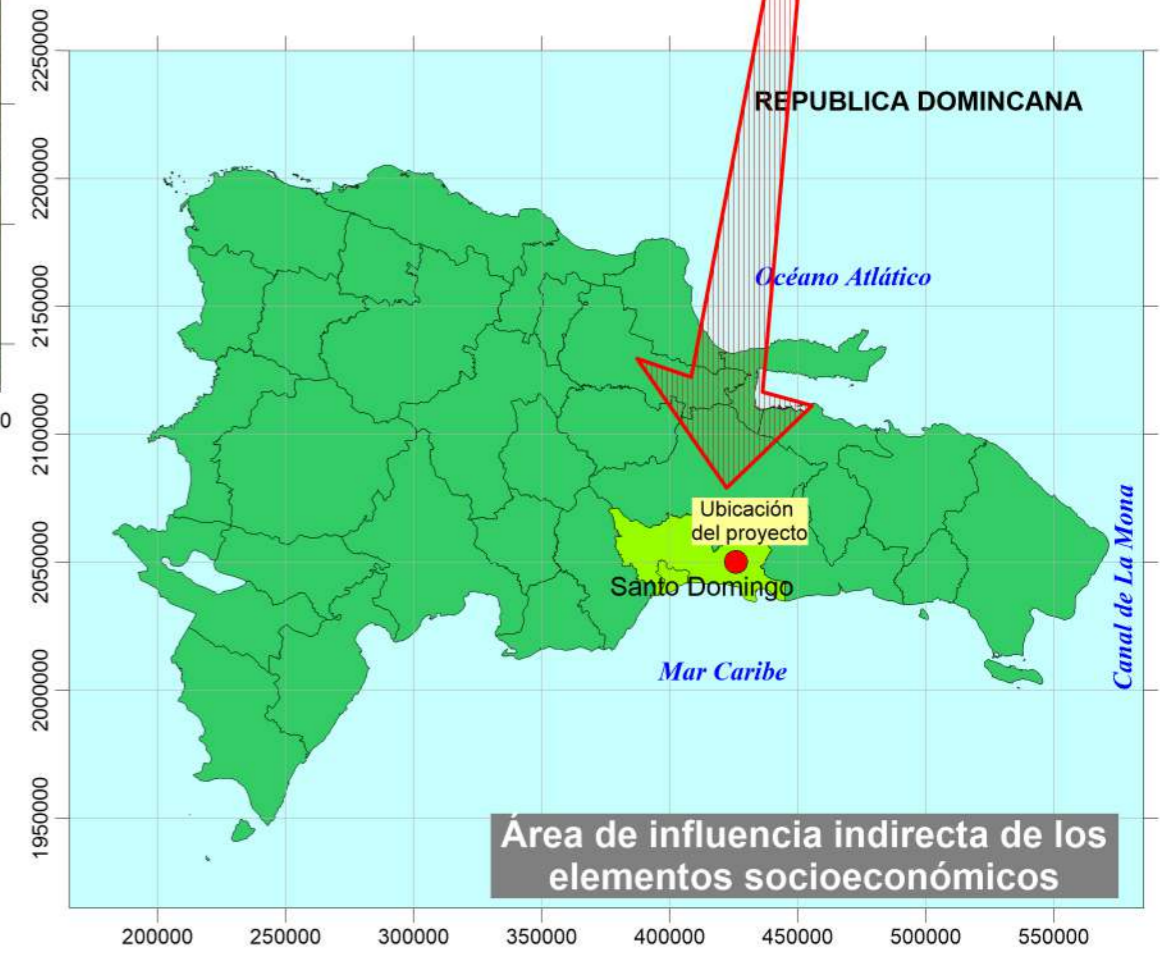 2250000
2200000
2150000
2100000
2050000
2000000
1950000
0
REPUBLICA DOMINCANA
Océano Atlático
Ubicación
del proyecto
Santo Domingo
Mar Caribe
Canal de La Mona
Área de influencia indirecta de los
elementos socioeconómicos
200000 250000 300000 350000 400000 450000 500000 550000